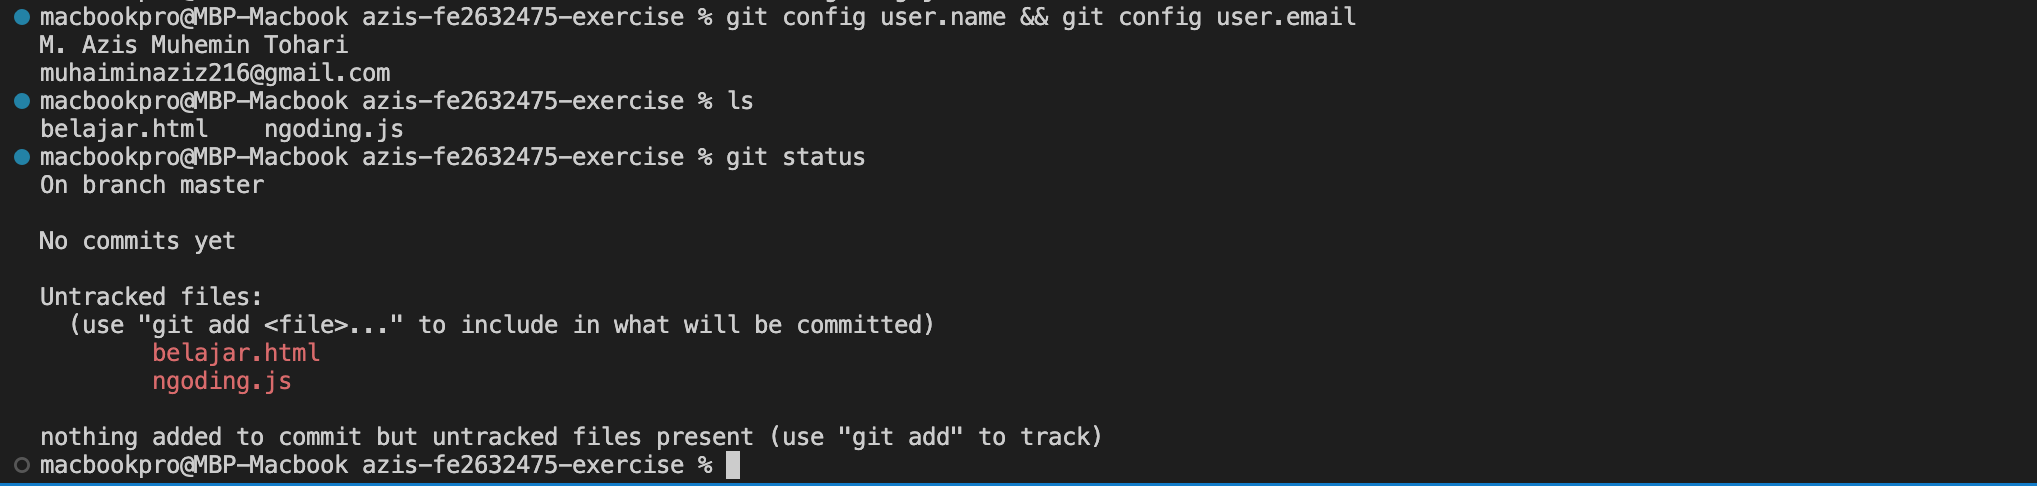 macbookpro@MBP-Macbook azis-fe2632475-exercise % git config user.name && git config user.email
M. Azis Muhemin Tohari
muhaiminaziz216@gmail.com
macbookpro@MBP-Macbook azis-fe2632475-exercise % ls
belajar.html    ngoding.js
macbookpro@MBP-Macbook azis-fe2632475-exercise % git status
On branch master
No commits yet
Untracked files:
  (use "git add <file>..." to include in what will be committed)
        belajar.html
        ngoding.js
nothing added to commit but untracked files present (use "git add" to track)
macbookpro@MBP-Macbook azis-fe2632475-exercise %